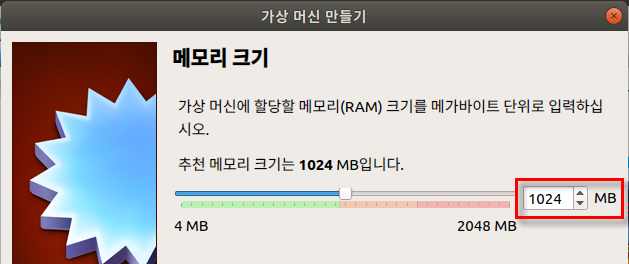 가상 머신 만들기
메모리 크기
가상 머신에 할당할 메모리(RAM) 크기를 메가바이트 단위로 입력하십
시오.
추천 메모리 크기는 1024 MB입니다.
1024 MB
4 MB 2048 MB